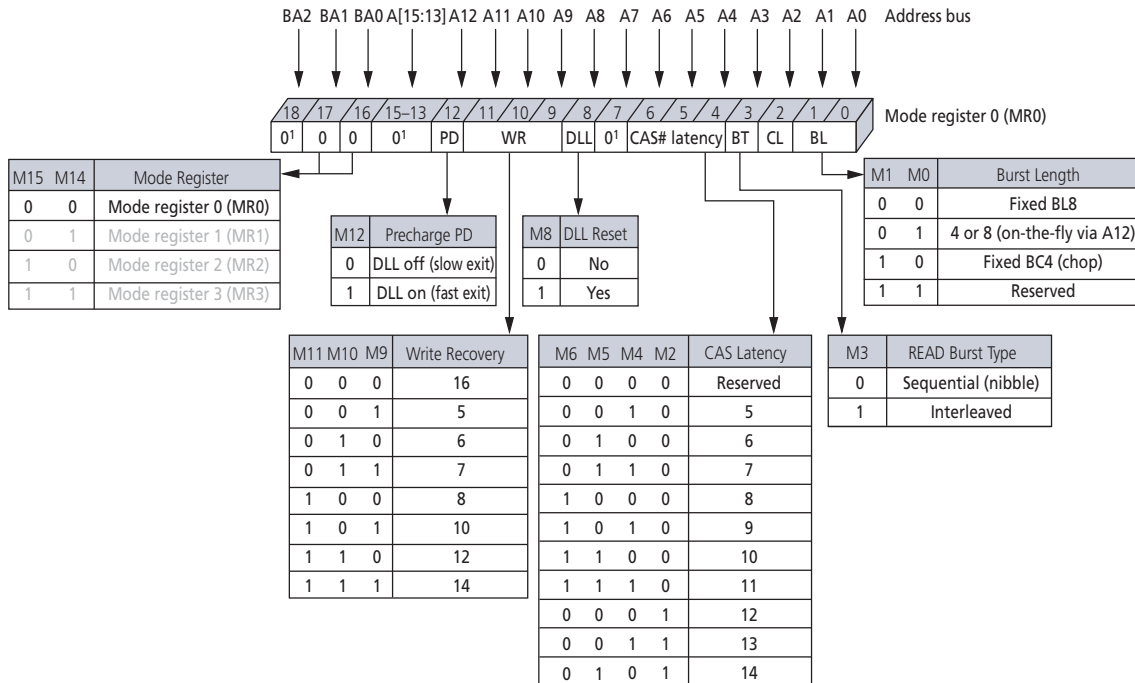 BA2 BA1 BA0 A[15:13] A12 A11 A10 A9 A8 A7 A6 A5 A4 A3 A2 A1 A0 Address bus
18 17 16 15–13 12 11 10 9 8 7 6 5 4 3 2 1 0 Mode register 0 (MR0)
0¹ 0 0 0¹ PD WR DLL 0¹ CAS# latency BT CL BL
M15 M14 Mode Register
0 0 Mode register 0 (MR0)
0 1 Mode register 1 (MR1)
1 0 Mode register 2 (MR2)
1 1 Mode register 3 (MR3)
M12 Precharge PD
0 DLL off (slow exit)
1 DLL on (fast exit)
M8 DLL Reset
0 No
1 Yes
M1 M0 Burst Length
0 0 Fixed BL8
0 1 4 or 8 (on-the-fly via A12)
1 0 Fixed BC4 (chop)
1 1 Reserved
M11 M10 M9 Write Recovery
0 0 0 16
0 0 1 5
0 1 0 6
0 1 1 7
1 0 0 8
1 0 1 10
1 1 0 12
1 1 1 14
M6 M5 M4 M2 CAS Latency
0 0 0 0 Reserved
0 0 1 0 5
0 1 0 0 6
0 1 1 0 7
1 0 0 0 8
1 0 1 0 9
1 1 0 0 10
1 1 1 0 11
0 0 0 1 12
0 0 1 1 13
0 1 0 1 14
M3 READ Burst Type
0 Sequential (nibble)
1 Interleaved